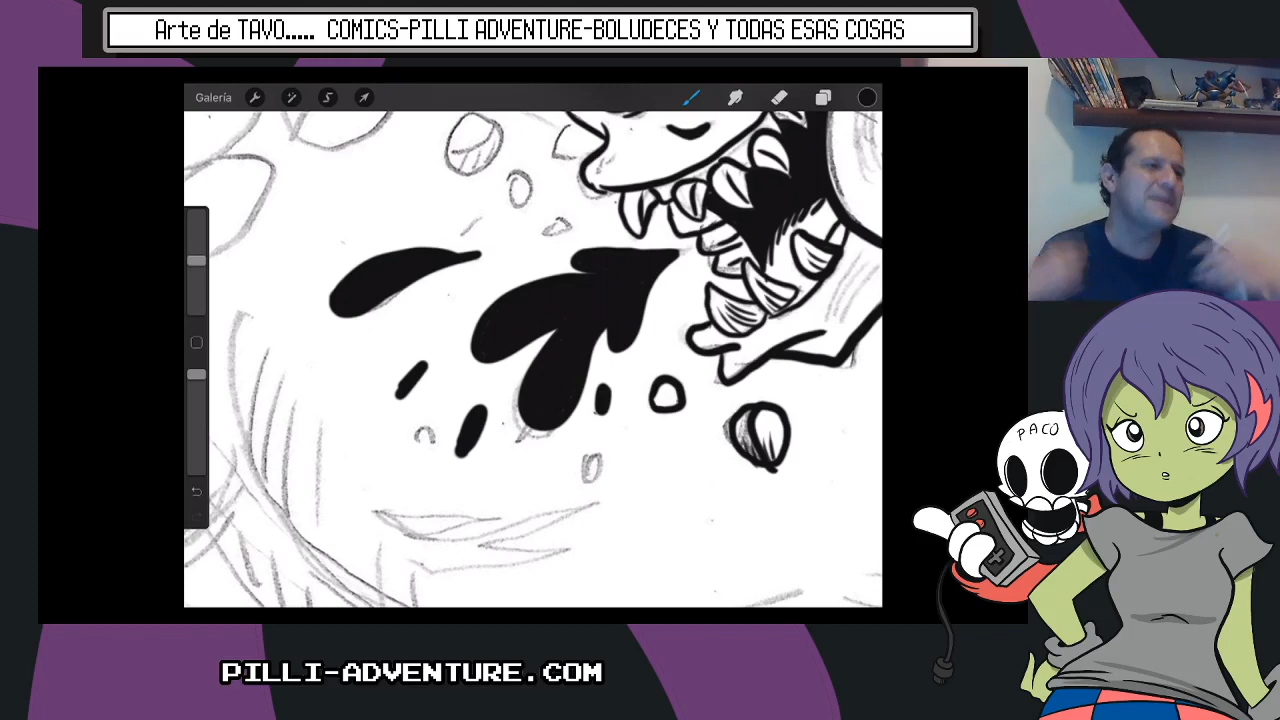 Arte de TAVO..... COMICS-PILLI ADVENTURE-BOLUDECES Y TODAS ESAS COSAS
Galería
PACO
PILLI-ADVENTURE.COM